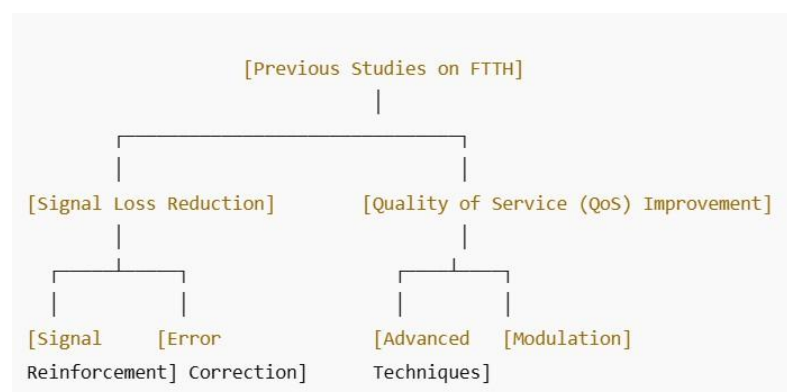 [Previous Studies on FTTH]
[Signal Loss Reduction] [Quality of Service (QoS) Improvement]
[Signal [Error [Advanced [Modulation]
Reinforcement] Correction] Techniques]